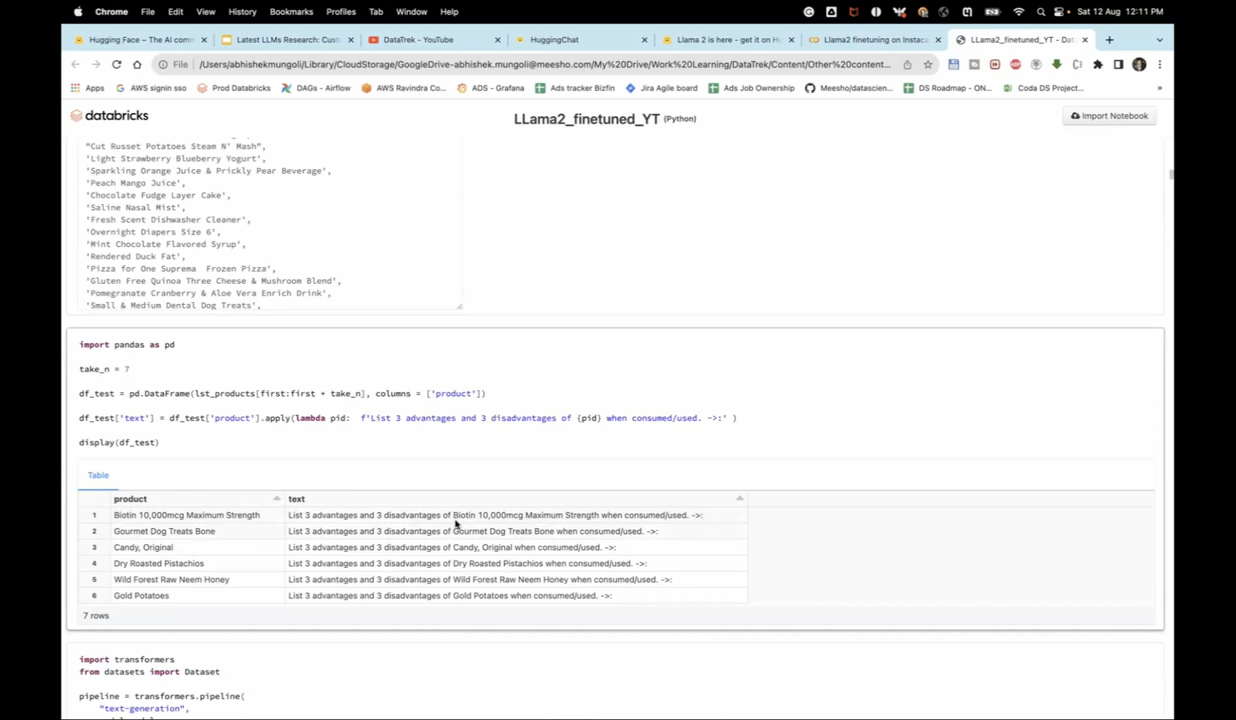 Chrome File Edit View History Bookmarks Profiles Tab Window Help Sat 12 Aug 12:11 PM
Hugging Face – The AI comm Latest LLMs Research: Cust DataTrek - YouTube HuggingChat Llama 2 is here - get it on Hu Llama2 finetuning on Instaca LLama2_finetuned_YT - Dat
File /Users/abhishekmungoli/Library/CloudStorage/GoogleDrive-abhishek.mungoli@meesho.com/My%20Drive/Work%20Learning/DataTrek/Content/Other%20conten...
Apps AWS signin sso Prod Databricks DAGs - Airflow AWS Ravindra Co... ADS - Grafana Ads tracker Bizfin Jira Agile board Ads Job Ownership Meesho/datascien... DS Roadmap - ON... Coda DS Project... »
databricks LLama2_finetuned_YT (Python) Import Notebook
"Cut Russet Potatoes Steam N' Mash",
'Light Strawberry Blueberry Yogurt',
'Sparkling Orange Juice & Prickly Pear Beverage',
'Peach Mango Juice',
'Chocolate Fudge Layer Cake',
'Saline Nasal Mist',
'Fresh Scent Dishwasher Cleaner',
'Overnight Diapers Size 6',
'Mint Chocolate Flavored Syrup',
'Rendered Duck Fat',
'Pizza for One Suprema  Frozen Pizza',
'Gluten Free Quinoa Three Cheese & Mushroom Blend',
'Pomegranate Cranberry & Aloe Vera Enrich Drink',
'Small & Medium Dental Dog Treats',
import pandas as pd
take_n = 7
df_test = pd.DataFrame(lst_products[first:first + take_n], columns = ['product'])
df_test['text'] = df_test['product'].apply(lambda pid:  f'List 3 advantages and 3 disadvantages of {pid} when consumed/used. ->:' )
display(df_test)
Table
product text
1 Biotin 10,000mcg Maximum Strength List 3 advantages and 3 disadvantages of Biotin 10,000mcg Maximum Strength when consumed/used. ->:
2 Gourmet Dog Treats Bone List 3 advantages and 3 disadvantages of Gourmet Dog Treats Bone when consumed/used. ->:
3 Candy, Original List 3 advantages and 3 disadvantages of Candy, Original when consumed/used. ->:
4 Dry Roasted Pistachios List 3 advantages and 3 disadvantages of Dry Roasted Pistachios when consumed/used. ->:
5 Wild Forest Raw Neem Honey List 3 advantages and 3 disadvantages of Wild Forest Raw Neem Honey when consumed/used. ->:
6 Gold Potatoes List 3 advantages and 3 disadvantages of Gold Potatoes when consumed/used. ->:
7 rows
import transformers
from datasets import Dataset
pipeline = transformers.pipeline(
"text-generation",